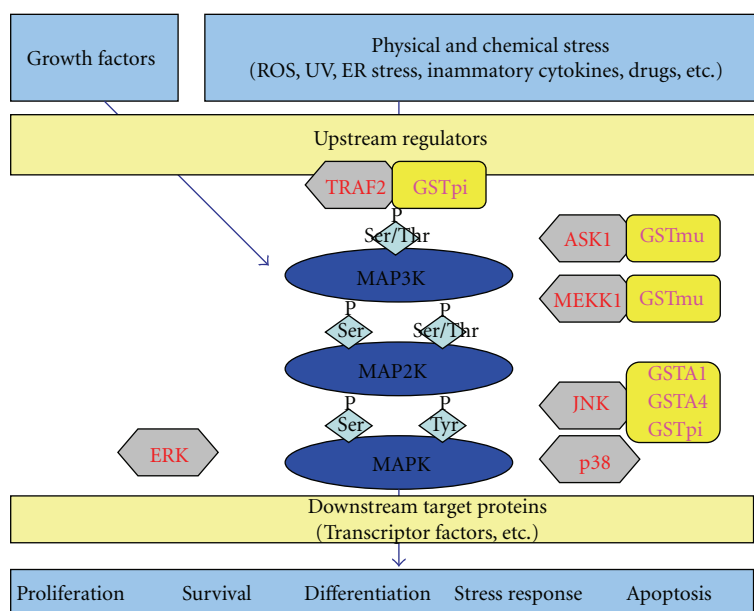 Growth factors
Physical and chemical stress
(ROS, UV, ER stress, inammatory cytokines, drugs, etc.)
Upstream regulators
TRAF2
GSTpi
P
Ser/Thr
MAP3K
ASK1
GSTmu
MEKK1
GSTmu
P
Ser
P
Ser/Thr
MAP2K
GSTA1
GSTA4
GSTpi
JNK
P
Ser
P
Tyr
MAPK
ERK
p38
Downstream target proteins
(Transcriptor factors, etc.)
Proliferation
Survival
Differentiation
Stress response
Apoptosis